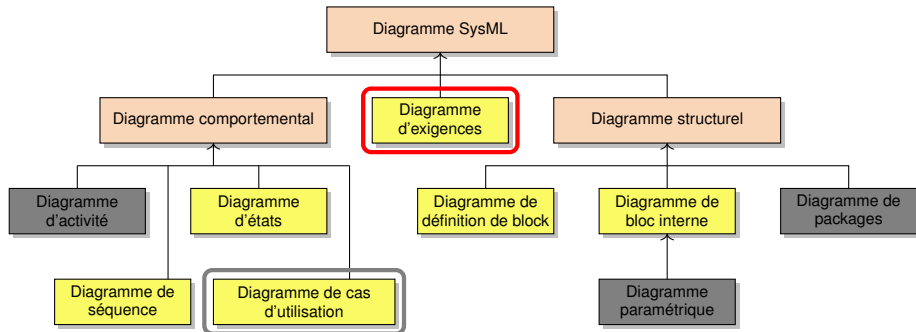 Diagramme SysML
Diagramme comportemental
Diagramme
d'exigences
Diagramme structurel
Diagramme
d'activité
Diagramme
d'états
Diagramme de
définition de block
Diagramme de
bloc interne
Diagramme de
packages
Diagramme de
séquence
Diagramme de cas
d'utilisation
Diagramme
paramétrique